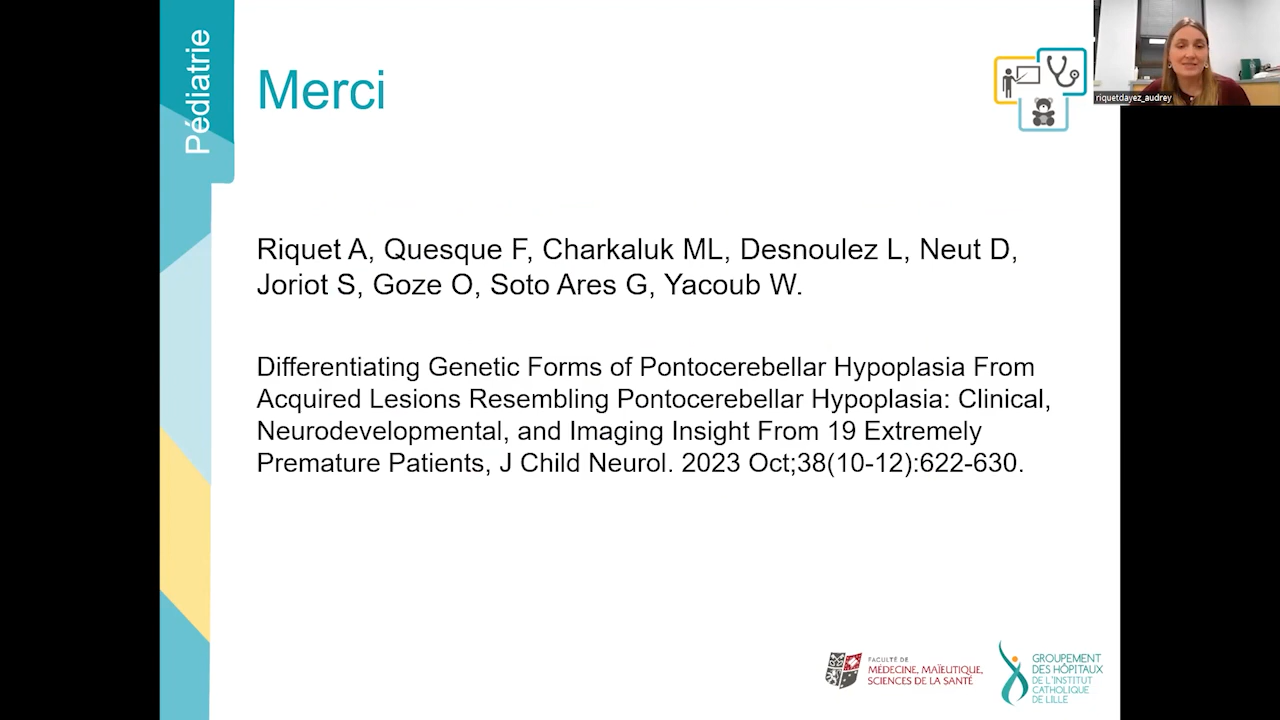 Pédiatrie
Merci
riquetdayez_audrey
Riquet A, Quesque F, Charkaluk ML, Desnoulez L, Neut D,
Joriot S, Goze O, Soto Ares G, Yacoub W.
Differentiating Genetic Forms of Pontocerebellar Hypoplasia From
Acquired Lesions Resembling Pontocerebellar Hypoplasia: Clinical,
Neurodevelopmental, and Imaging Insight From 19 Extremely
Premature Patients, J Child Neurol. 2023 Oct;38(10-12):622-630.
FACULTÉ DE
MÉDECINE, MAÏEUTIQUE,
SCIENCES DE LA SANTÉ
GROUPEMENT
DES HÔPITAUX
DE L'INSTITUT
CATHOLIQUE
DE LILLE